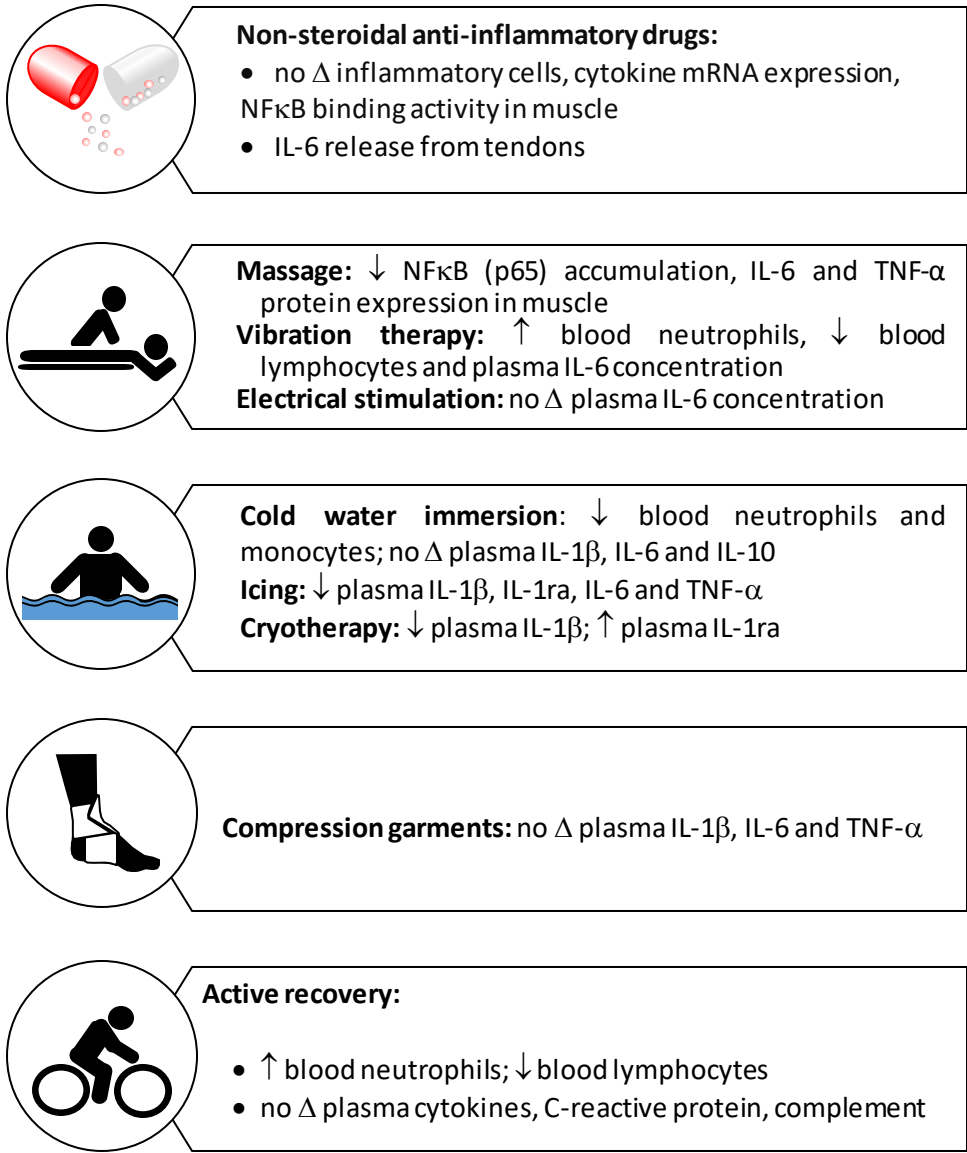 Non-steroidal anti-inflammatory drugs:
• no Δ inflammatory cells, cytokine mRNA expression,
NFκB binding activity in muscle
• IL-6 release from tendons
Massage: ↓ NFκB (p65) accumulation, IL-6 and TNF-α
protein expression in muscle
Vibration therapy: ↑ blood neutrophils, ↓ blood
lymphocytes and plasma IL-6 concentration
Electrical stimulation: no Δ plasma IL-6 concentration
Cold water immersion: ↓ blood neutrophils and
monocytes; no Δ plasma IL-1β, IL-6 and IL-10
Icing: ↓ plasma IL-1β, IL-1ra, IL-6 and TNF-α
Cryotherapy: ↓ plasma IL-1β; ↑ plasma IL-1ra
Compression garments: no Δ plasma IL-1β, IL-6 and TNF-α
Active recovery:
• ↑ blood neutrophils; ↓ blood lymphocytes
• no Δ plasma cytokines, C-reactive protein, complement